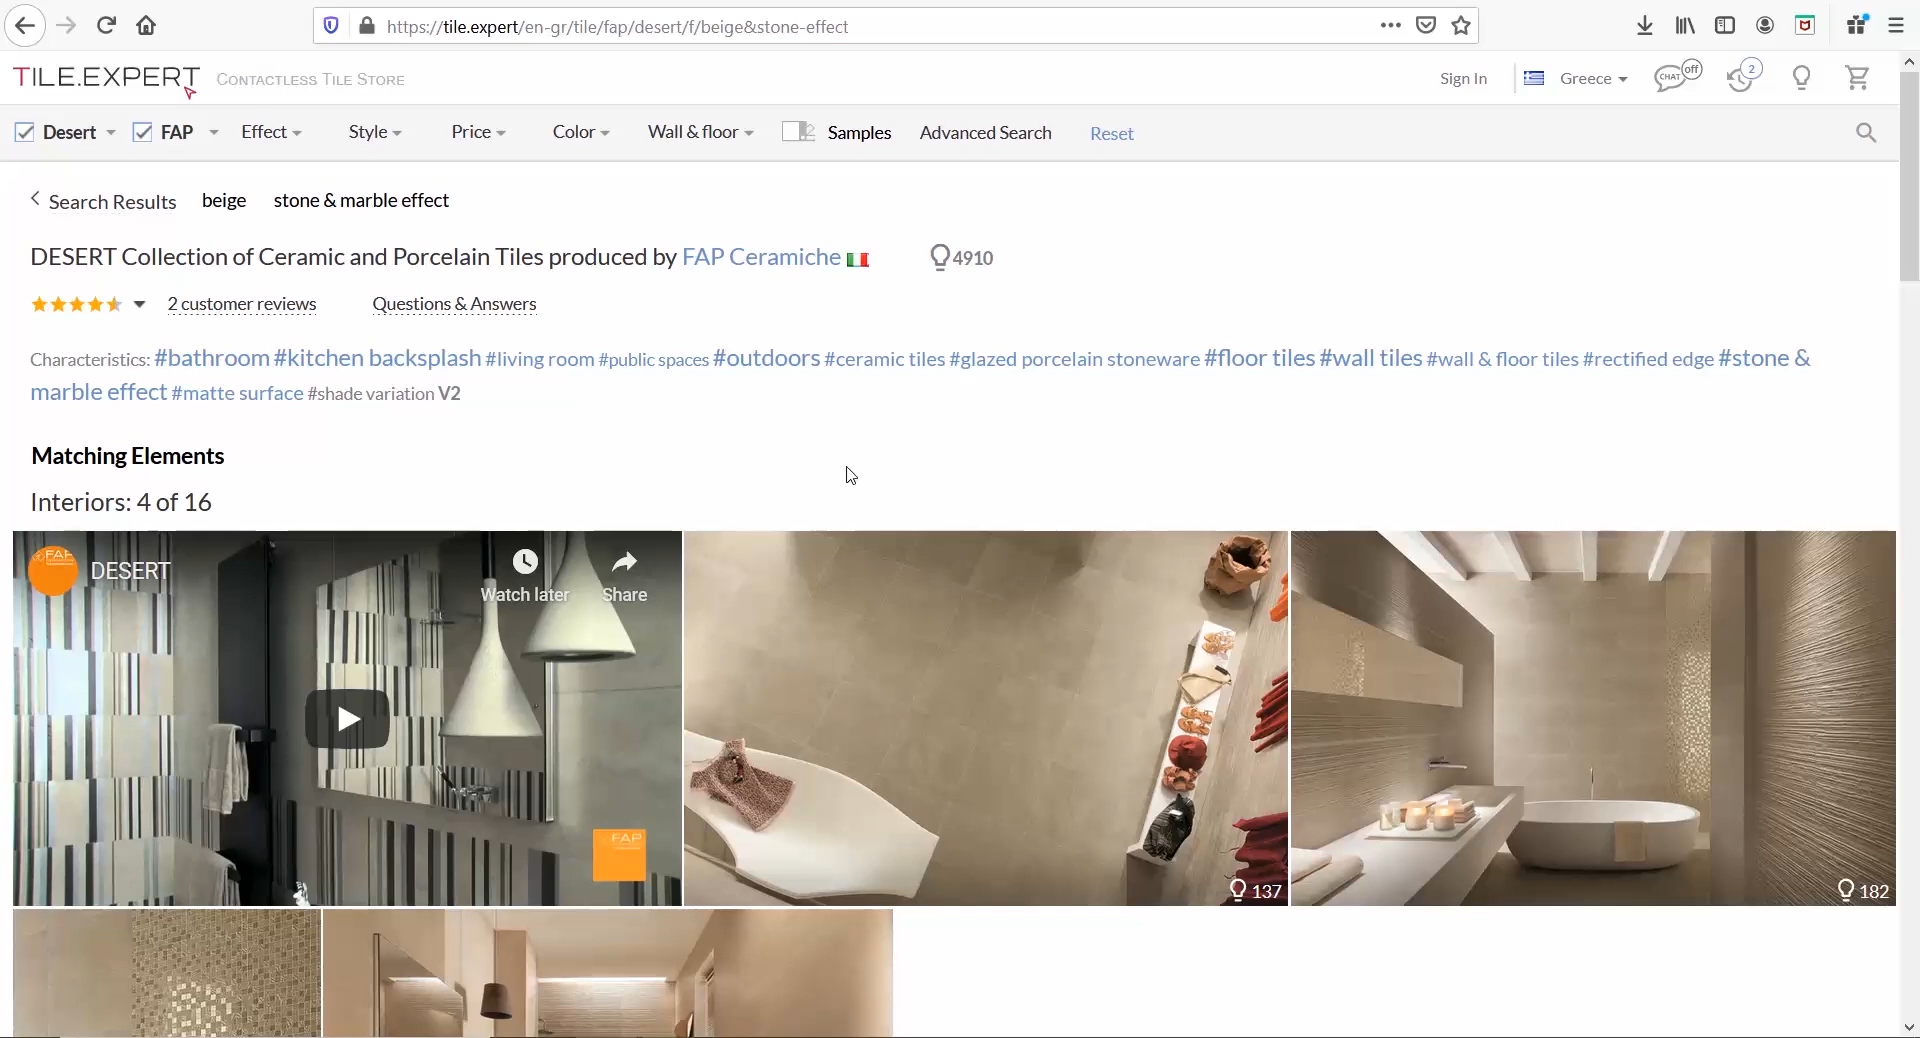 https://tile.expert/en-gr/tile/fap/desert/f/beige&stone-effect
TILE.EXPERT CONTACTLESS TILE STORE
Sign In Greece CHAT off 2
Desert FAP Effect Style Price Color Wall & floor Samples Advanced Search Reset
Search Results beige stone & marble effect
DESERT Collection of Ceramic and Porcelain Tiles produced by FAP Ceramiche 4910
2 customer reviews Questions & Answers
Characteristics: #bathroom #kitchen backsplash #living room #public spaces #outdoors #ceramic tiles #glazed porcelain stoneware #floor tiles #wall tiles #wall & floor tiles #rectified edge #stone &
marble effect #matte surface #shade variation V2
Matching Elements
Interiors: 4 of 16
FAP DESERT
Watch later Share
FAP
137
182